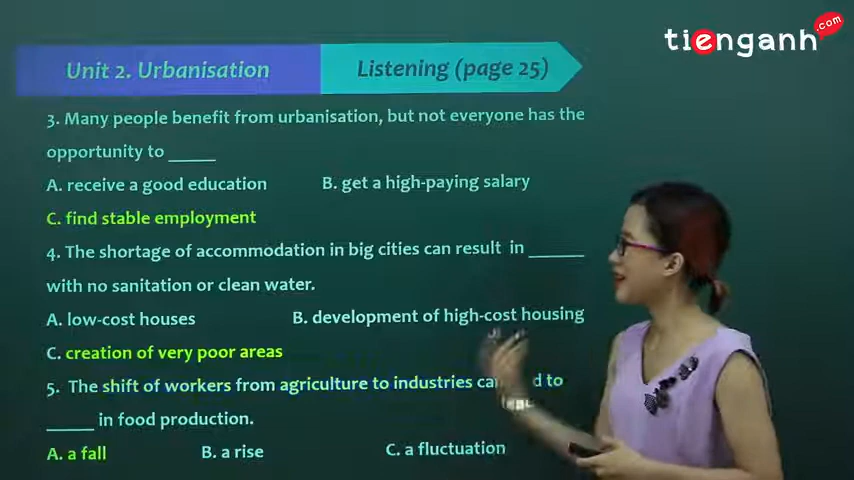 tienganh.com
Unit 2. Urbanisation
Listening (page 25)
3. Many people benefit from urbanisation, but not everyone has the
opportunity to _____
A. receive a good education
B. get a high-paying salary
C. find stable employment
4. The shortage of accommodation in big cities can result in ______
with no sanitation or clean water.
A. low-cost houses
B. development of high-cost housing
C. creation of very poor areas
5. The shift of workers from agriculture to industries to
_____ in food production.
A. a fall
B. a rise
C. a fluctuation